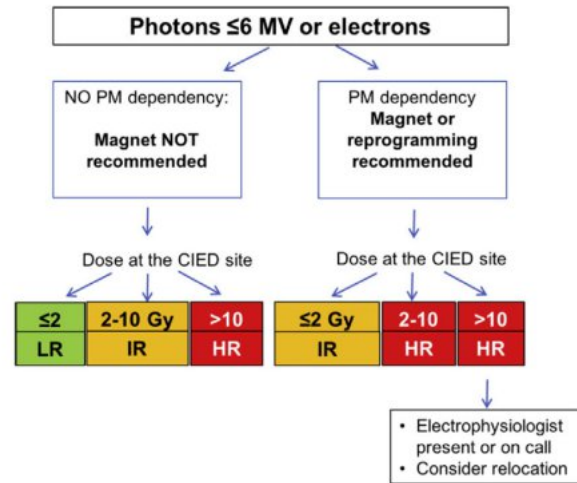 Photons ≤6 MV or electrons
NO PM dependency:
Magnet NOT
recommended
PM dependency
Magnet or
reprogramming
recommended
Dose at the CIED site
Dose at the CIED site
≤2 2-10 Gy >10
LR IR HR
≤2 Gy 2-10 >10
IR HR HR
• Electrophysiologist
present or on call
• Consider relocation